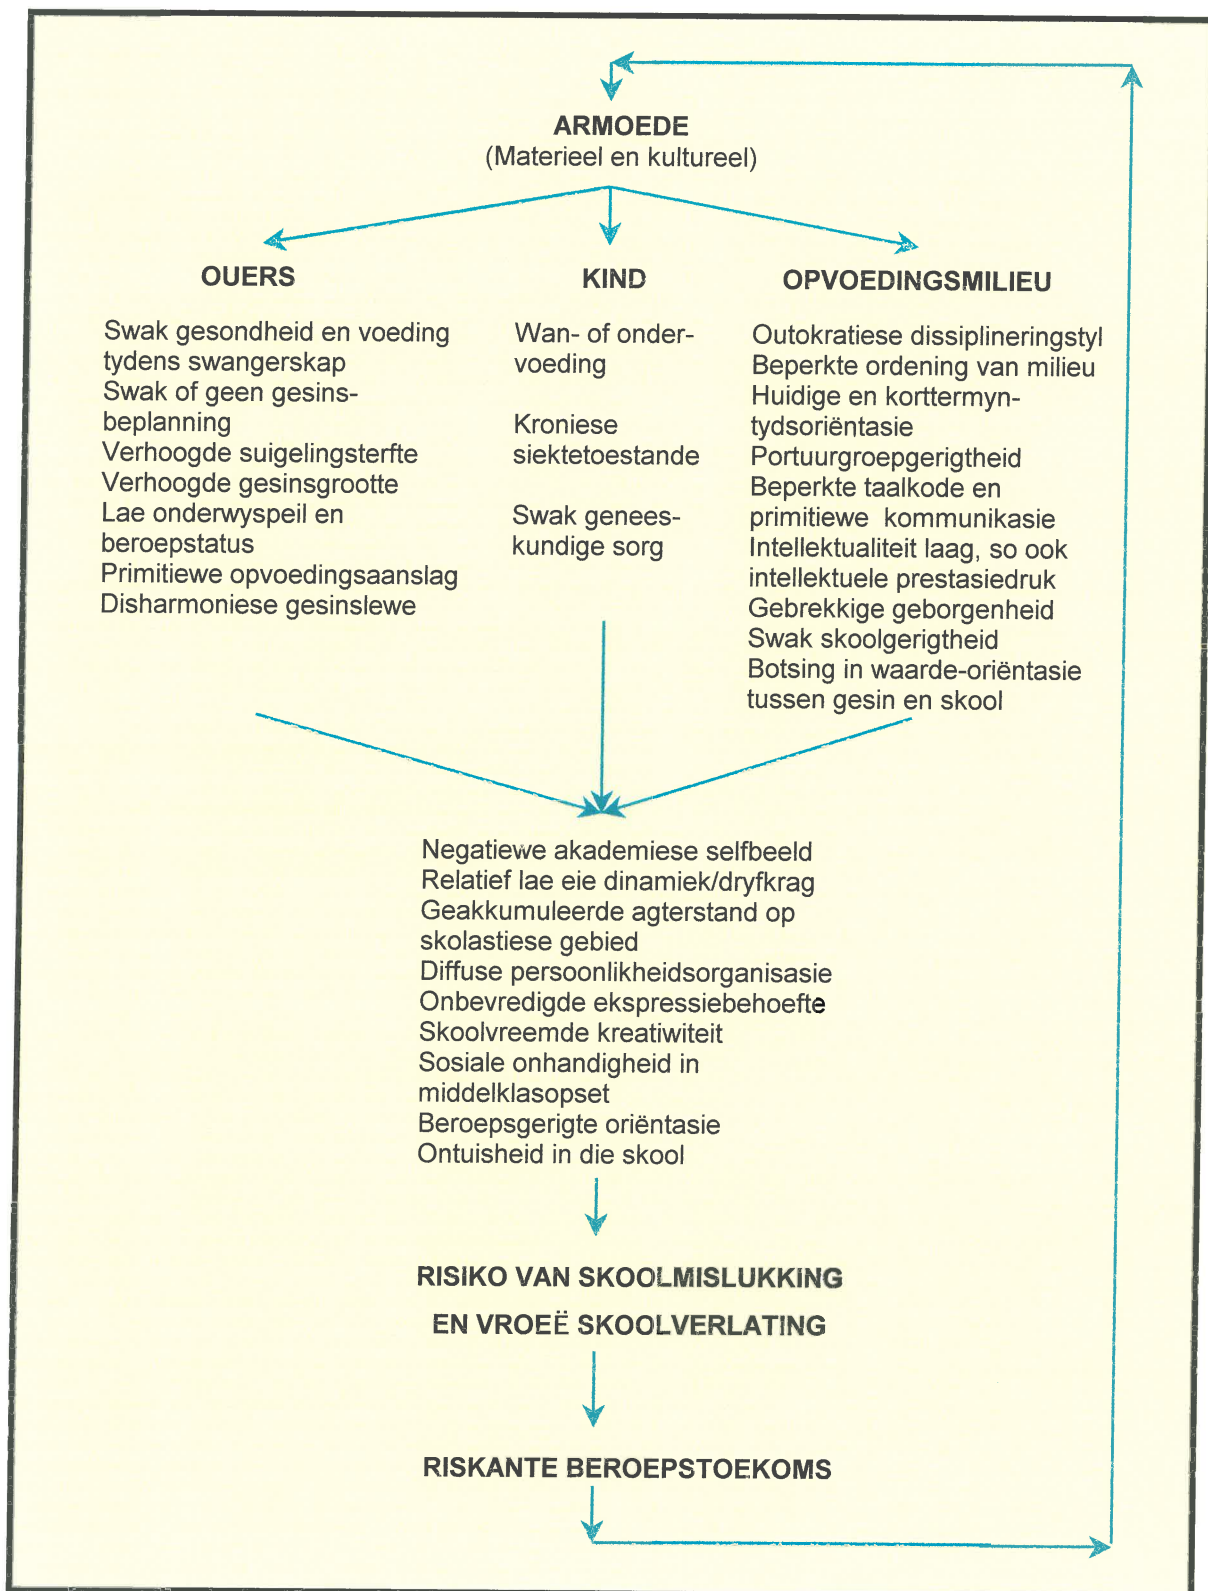 ARMOEDE
(Materieel en kultureel)
OUERS
Swak gesondheid en voeding
tydens swangerskap
Swak of geen gesins-
beplanning
Verhoogde suigelingsterfte
Verhoogde gesinsgrootte
Lae onderwyspeil en
beroepstatus
Primitiewe opvoedingsaanslag
Disharmoniese gesinslewe
KIND
Wan- of onder-
voeding
Kroniese
siektetoestande
Swak genees-
kundige sorg
OPVOEDINGSMILIEU
Outokratiese dissiplineringstyl
Beperkte ordening van milieu
Huidige en korttermyn-
tydsoriëntasie
Portuurgroepgerigtheid
Beperkte taalkode en
primitiewe kommunikasie
Intellektualiteit laag, so ook
intellektuele prestasiedruk
Gebrekkige geborgenheid
Swak skoolgerigtheid
Botsing in waarde-oriëntasie
tussen gesin en skool
Negatiewe akademiese selfbeeld
Relatief lae eie dinamiek/dryfkrag
Geakkumuleerde agterstand op
skolastiese gebied
Diffuse persoonlikheidsorganisasie
Onbevredigde ekspressiebehoefte
Skoolvreemde kreatiwiteit
Sosiale onhandigheid in
middelklasopset
Beroepsgerigte oriëntasie
Ontuisheid in die skool
RISIKO VAN SKOOLMISLUKKING
EN VROEË SKOOLVERLATING
RISKANTE BEROEPSTOEKOMS